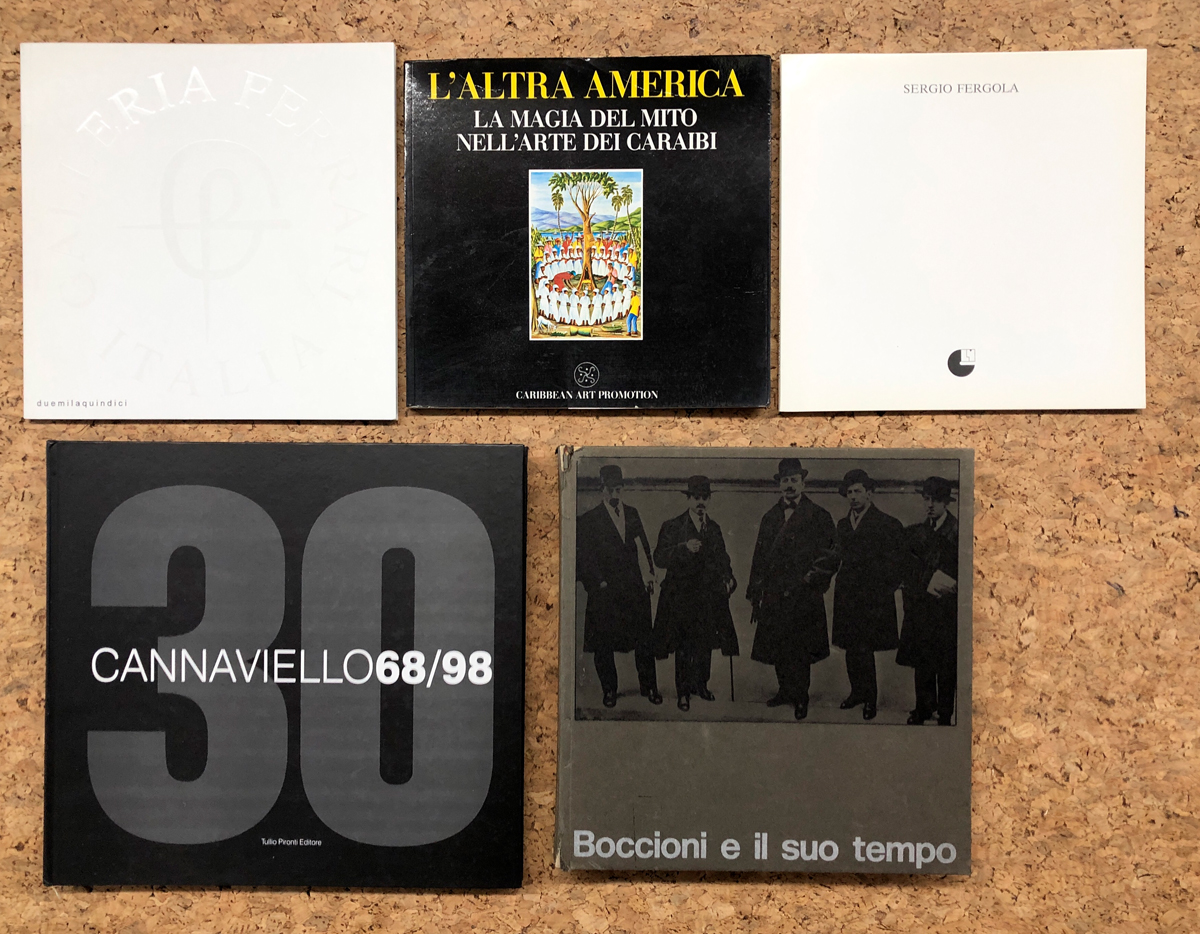 GALLERIA FERRARI
ITALIA
duemilaquindici
L'ALTRA AMERICA
LA MAGIA DEL MITO
NELL'ARTE DEI CARAIBI
CARIBBEAN ART PROMOTION
SERGIO FERGOLA
30
CANNAVIELLO68/98
Tullio Pironti Editore
Boccioni e il suo tempo